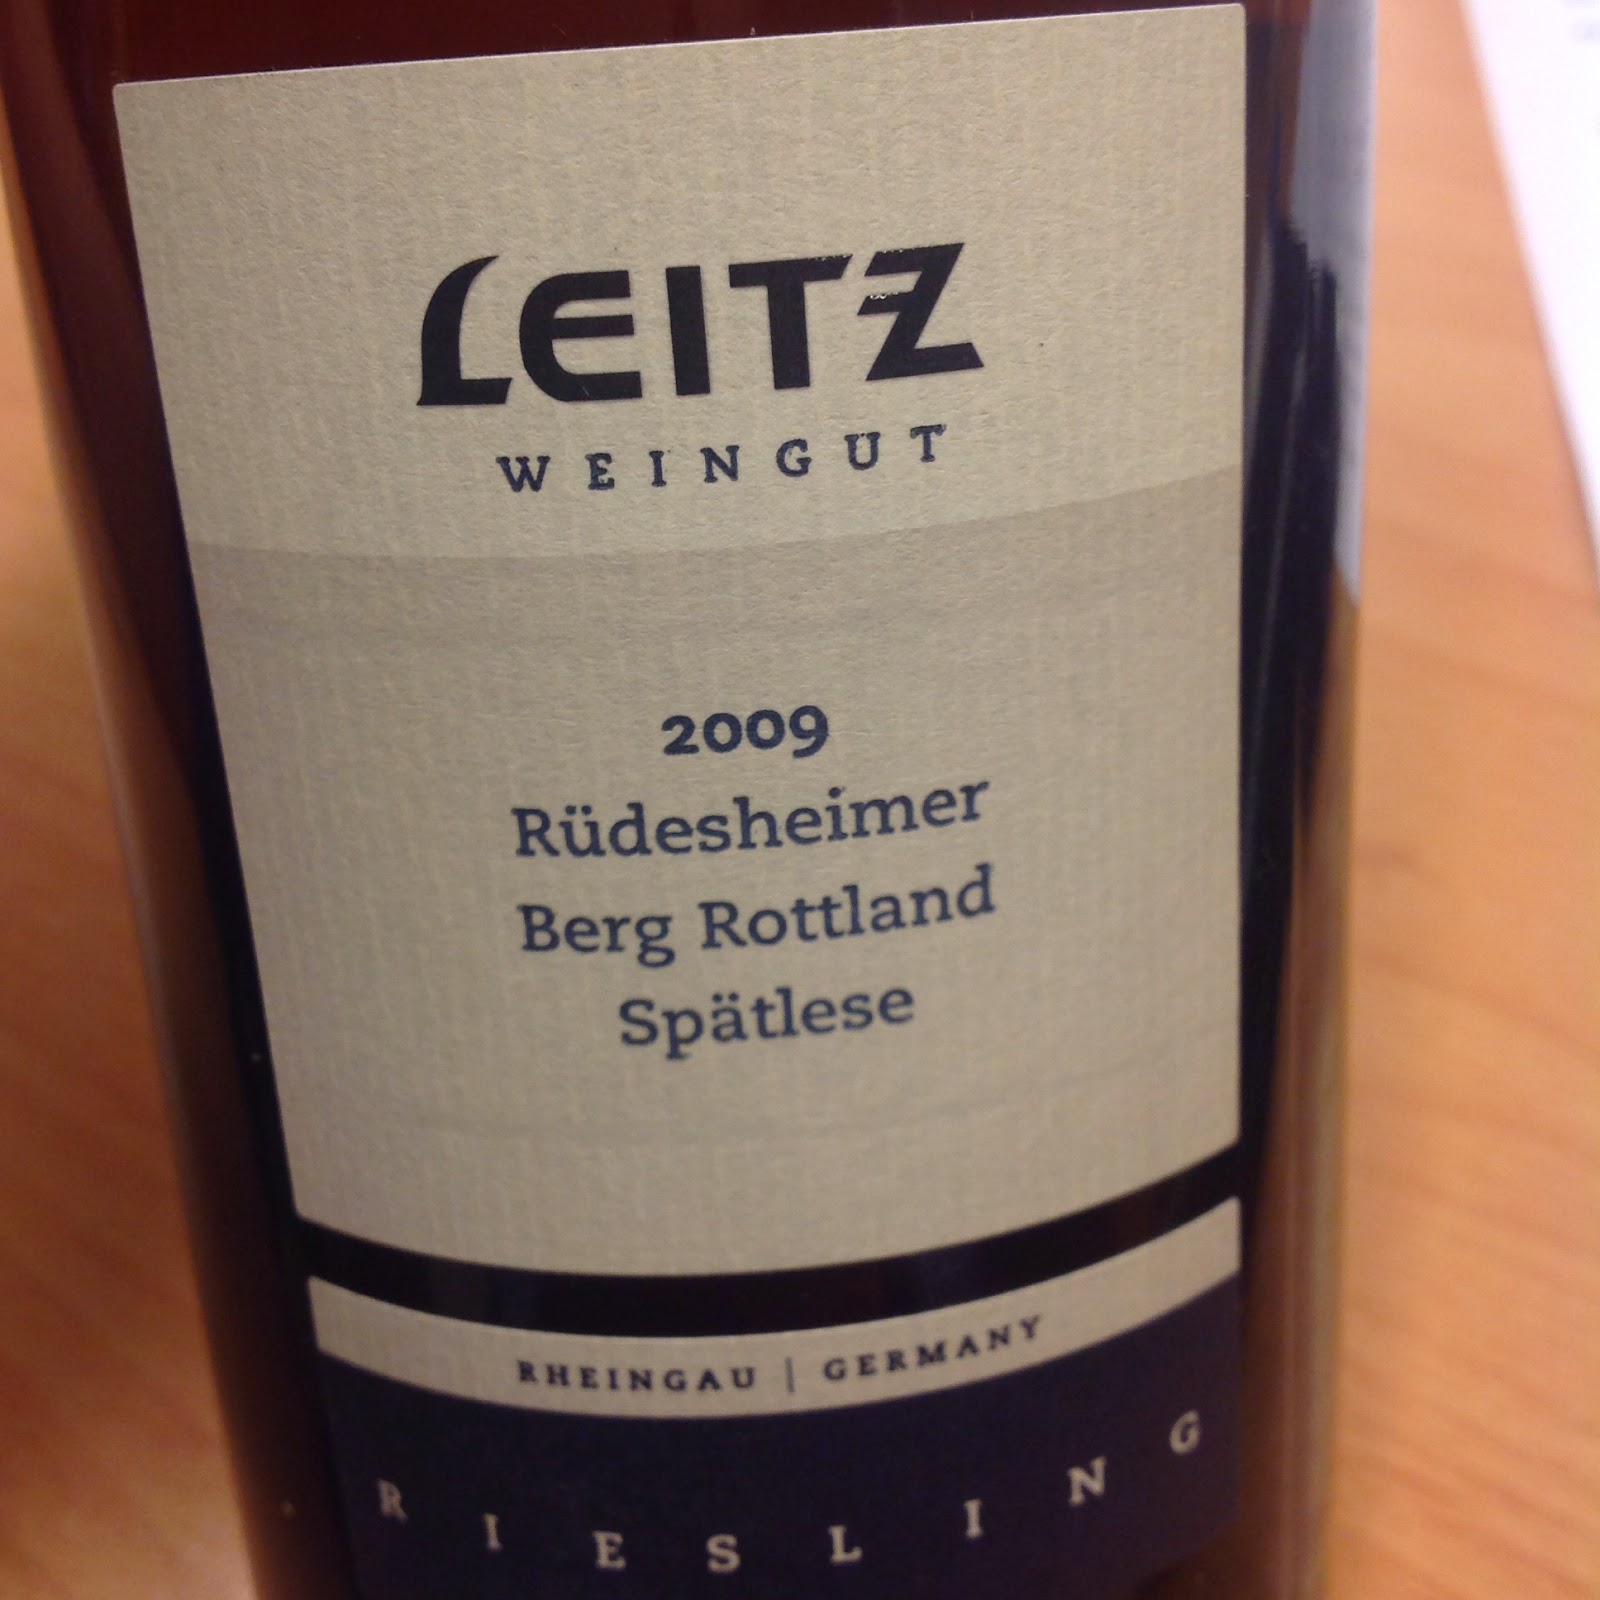 LEITZ
WEINGUT
2009
Rüdesheimer
Berg Rottland
Spätlese
RHEINGAU | GERMANY
RIESLING